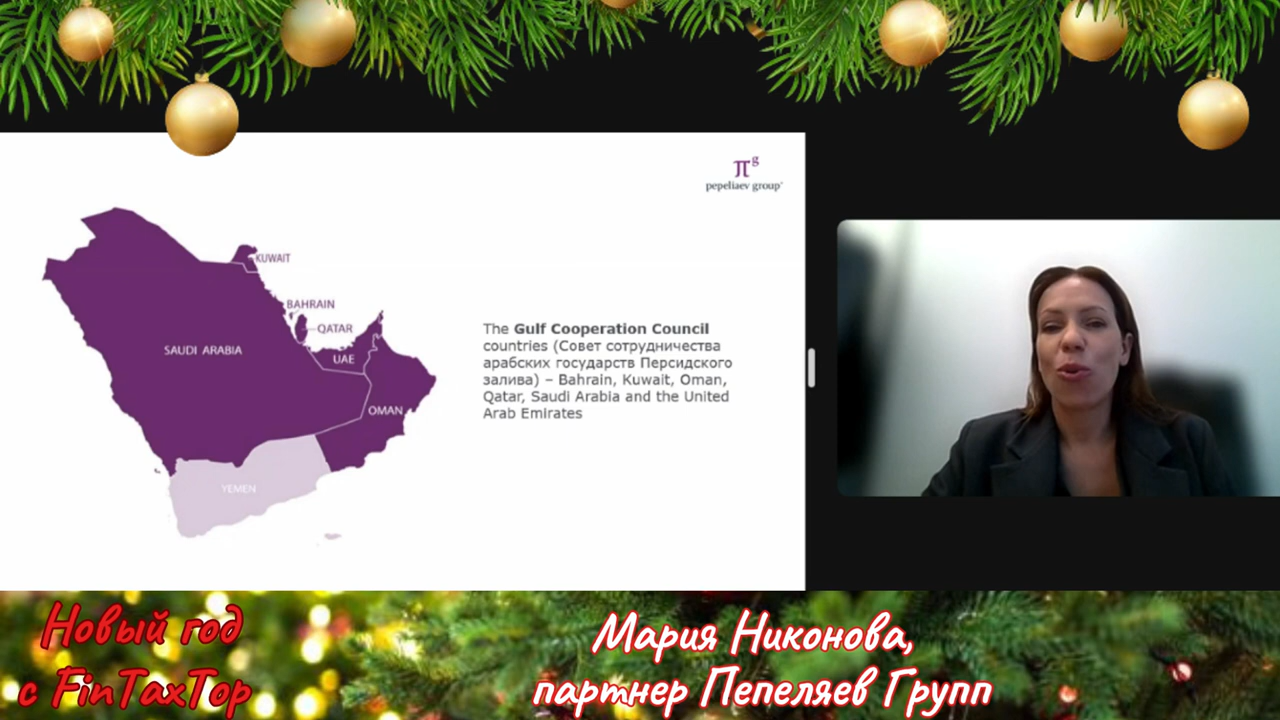 πg
pepeliaev group'
KUWAIT
BAHRAIN
QATAR
SAUDI ARABIA
UAE
OMAN
YEMEN
The Gulf Cooperation Council
countries (Совет сотрудничества
арабских государств Персидского
залива) – Bahrain, Kuwait, Oman,
Qatar, Saudi Arabia and the United
Arab Emirates
Новый год
с FinTaxTop
Мария Никонова,
партнер Пепеляев Групп